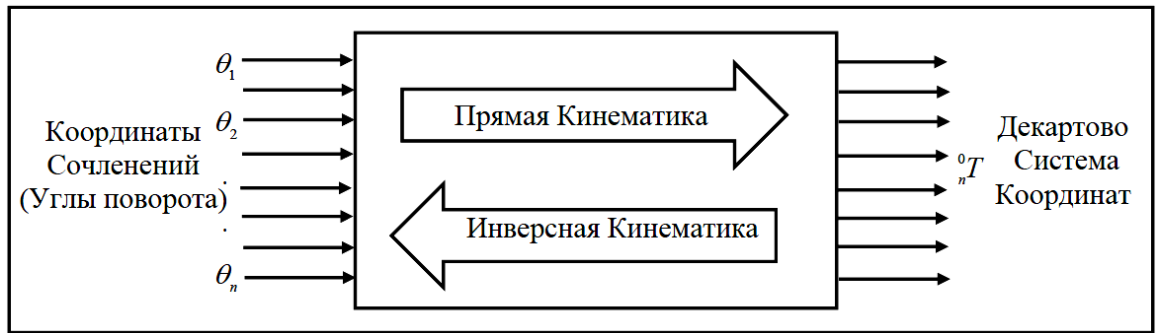 θ₁
θ₂
Координаты
Сочленений
(Углы поворота)
.
.
θₙ
Прямая Кинематика
Инверсная Кинематика
⁰ₙT
Декартово
Система
Координат